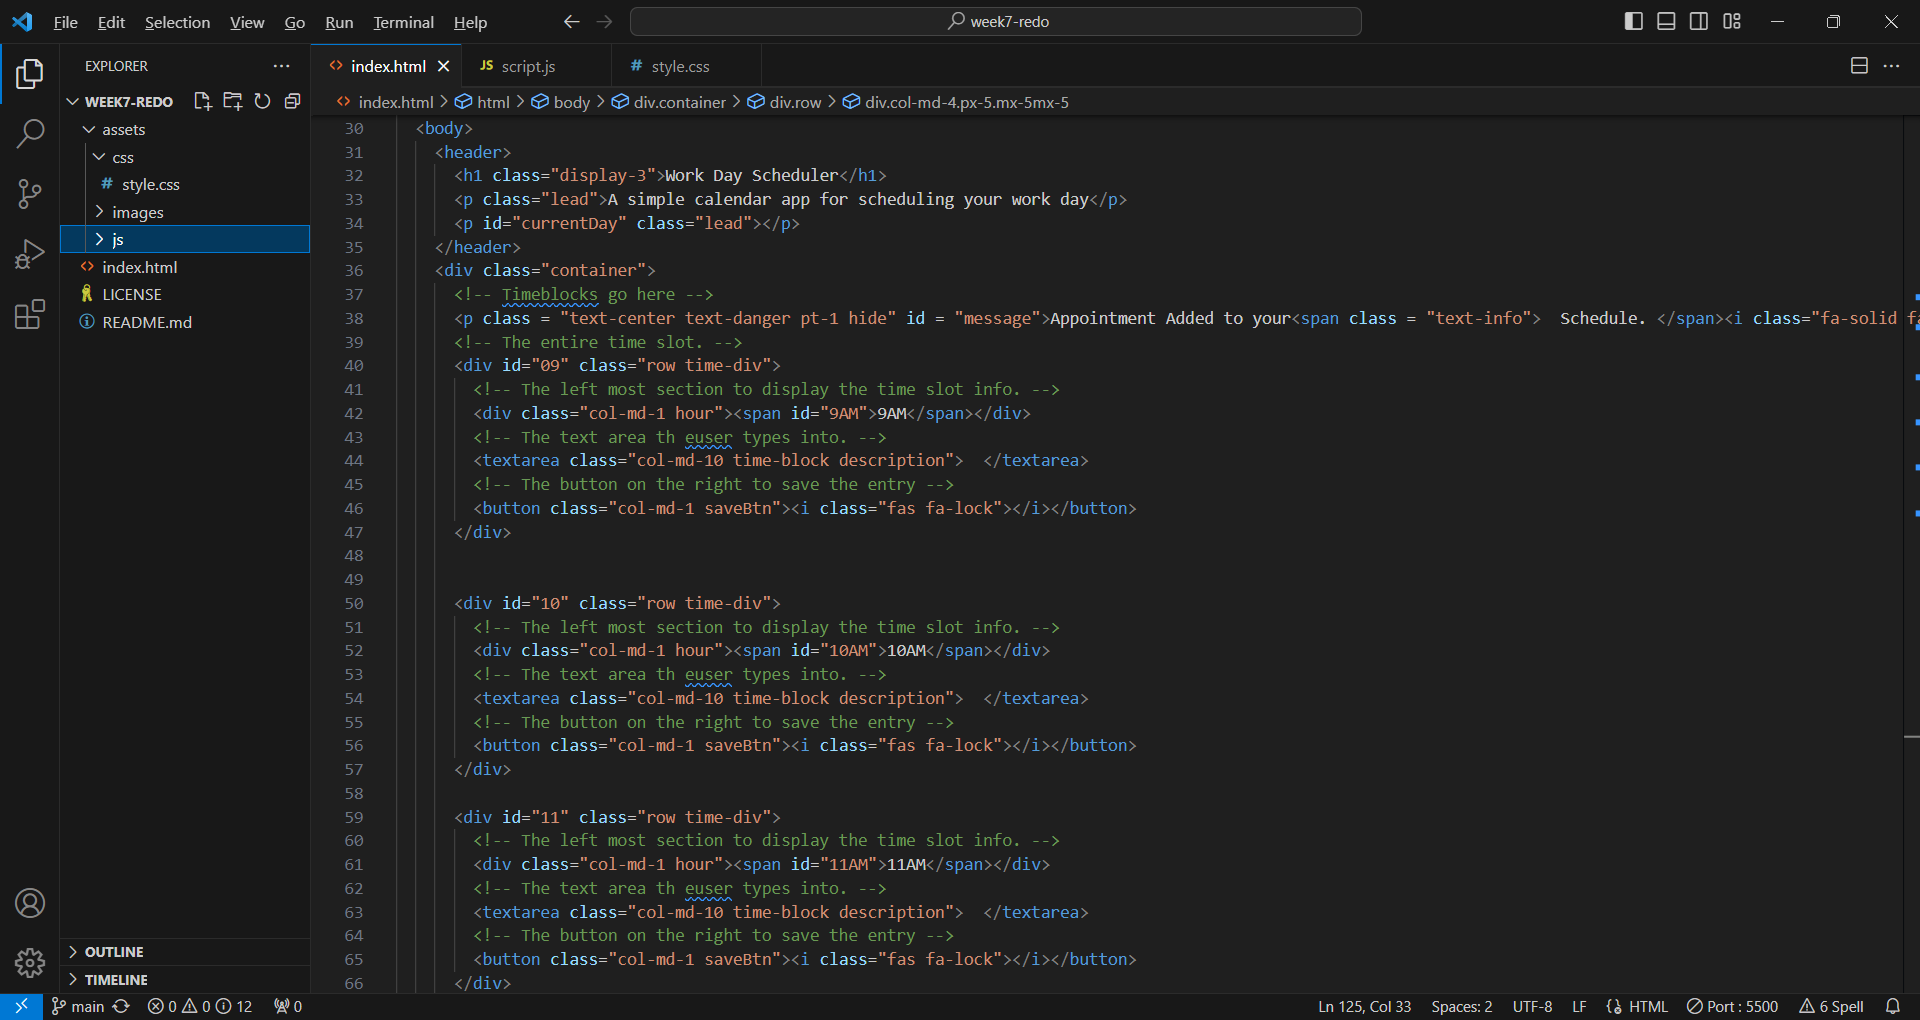 File Edit Selection View Go Run Terminal Help
week7-redo
EXPLORER
index.html
JS script.js
# style.css
WEEK7-REDO
index.html > html > body > div.container > div.row > div.col-md-4.px-5.mx-5mx-5
assets
css
# style.css
images
js
index.html
LICENSE
README.md
OUTLINE
TIMELINE
30 <body>
31 <header>
32 <h1 class="display-3">Work Day Scheduler</h1>
33 <p class="lead">A simple calendar app for scheduling your work day</p>
34 <p id="currentDay" class="lead"></p>
35 </header>
36 <div class="container">
37 <!-- Timeblocks go here -->
38 <p class = "text-center text-danger pt-1 hide" id = "message">Appointment Added to your<span class = "text-info">  Schedule. </span><i class="fa-solid fa
39 <!-- The entire time slot. -->
40 <div id="09" class="row time-div">
41 <!-- The left most section to display the time slot info. -->
42 <div class="col-md-1 hour"><span id="9AM">9AM</span></div>
43 <!-- The text area th euser types into. -->
44 <textarea class="col-md-10 time-block description">  </textarea>
45 <!-- The button on the right to save the entry -->
46 <button class="col-md-1 saveBtn"><i class="fas fa-lock"></i></button>
47 </div>
48
49
50 <div id="10" class="row time-div">
51 <!-- The left most section to display the time slot info. -->
52 <div class="col-md-1 hour"><span id="10AM">10AM</span></div>
53 <!-- The text area th euser types into. -->
54 <textarea class="col-md-10 time-block description">  </textarea>
55 <!-- The button on the right to save the entry -->
56 <button class="col-md-1 saveBtn"><i class="fas fa-lock"></i></button>
57 </div>
58
59 <div id="11" class="row time-div">
60 <!-- The left most section to display the time slot info. -->
61 <div class="col-md-1 hour"><span id="11AM">11AM</span></div>
62 <!-- The text area th euser types into. -->
63 <textarea class="col-md-10 time-block description">  </textarea>
64 <!-- The button on the right to save the entry -->
65 <button class="col-md-1 saveBtn"><i class="fas fa-lock"></i></button>
66 </div>
main 0 0 12 0 Ln 125, Col 33 Spaces: 2 UTF-8 LF HTML Port : 5500 6 Spell